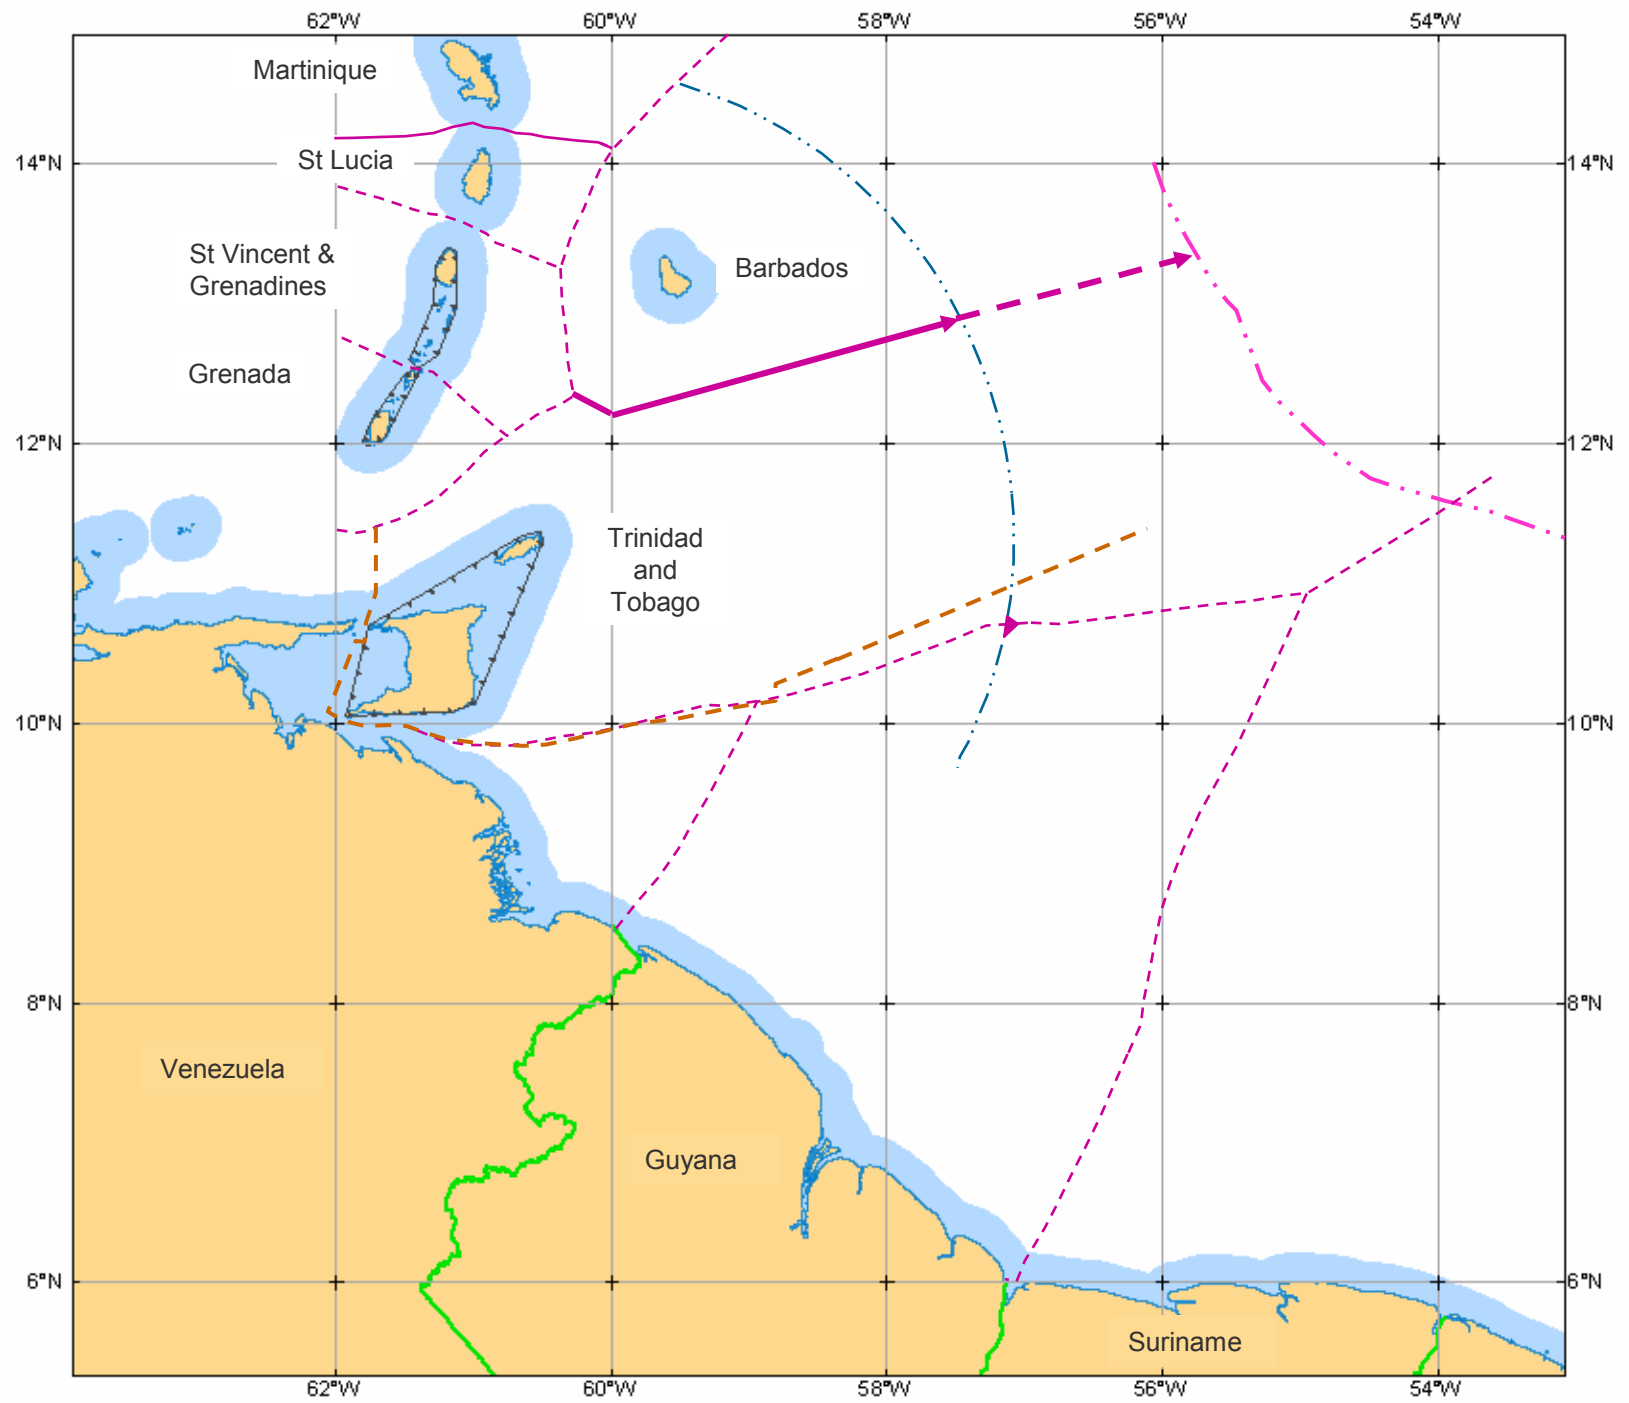 62°W 60°W 58°W 56°W 54°W
Martinique
14°N St Lucia 14°N
St Vincent &
Grenadines
Barbados
Grenada
12°N 12°N
Trinidad
and
Tobago
10°N 10°N
8°N 8°N
Venezuela
Guyana
6°N 6°N
Suriname
62°W 60°W 58°W 56°W 54°W